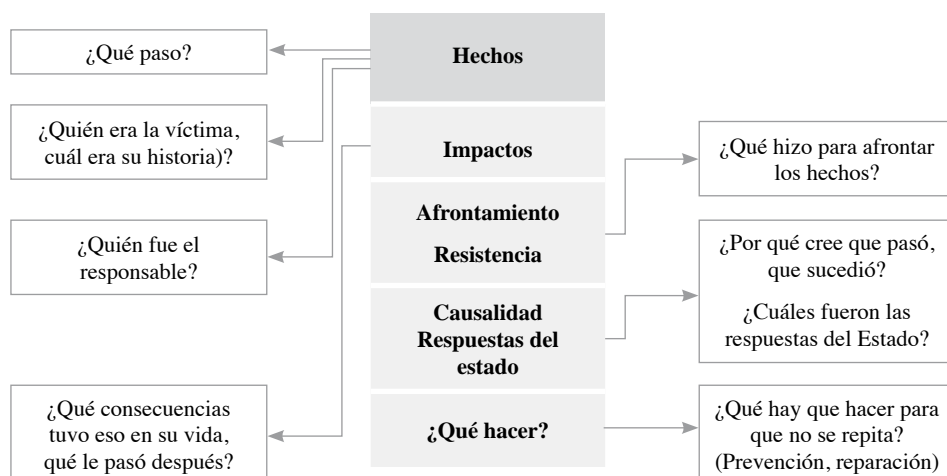 ¿Qué paso?
¿Quién era la víctima,
cuál era su historia)?
¿Quién fue el
responsable?
¿Qué consecuencias
tuvo eso en su vida,
qué le pasó después?
Hechos
Impactos
Afrontamiento
Resistencia
Causalidad
Respuestas del
estado
¿Qué hacer?
¿Qué hizo para afrontar
los hechos?
¿Por qué cree que pasó,
que sucedió?
¿Cuáles fueron las
respuestas del Estado?
¿Qué hay que hacer para
que no se repita?
(Prevención, reparación)